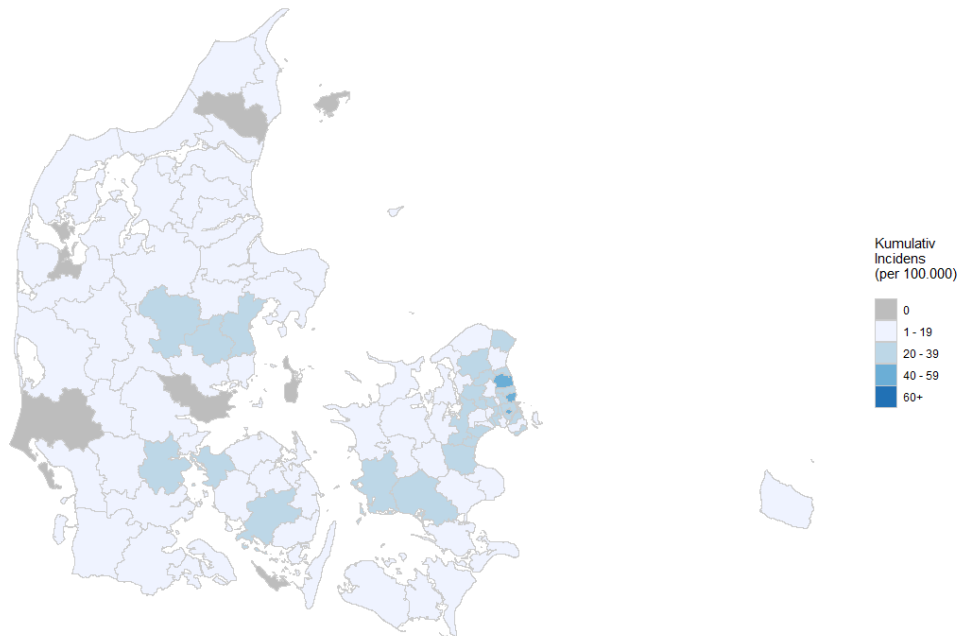 Kumulativ
Incidens
(per 100.000)
0
1 - 19
20 - 39
40 - 59
60+